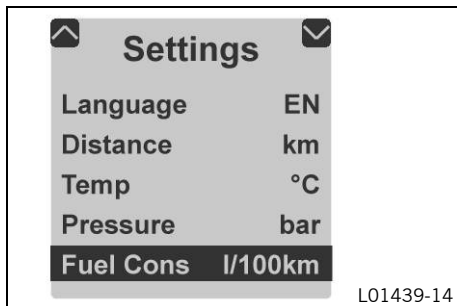 Settings
Language EN
Distance km
Temp °C
Pressure bar
Fuel Cons l/100km
L01439-14